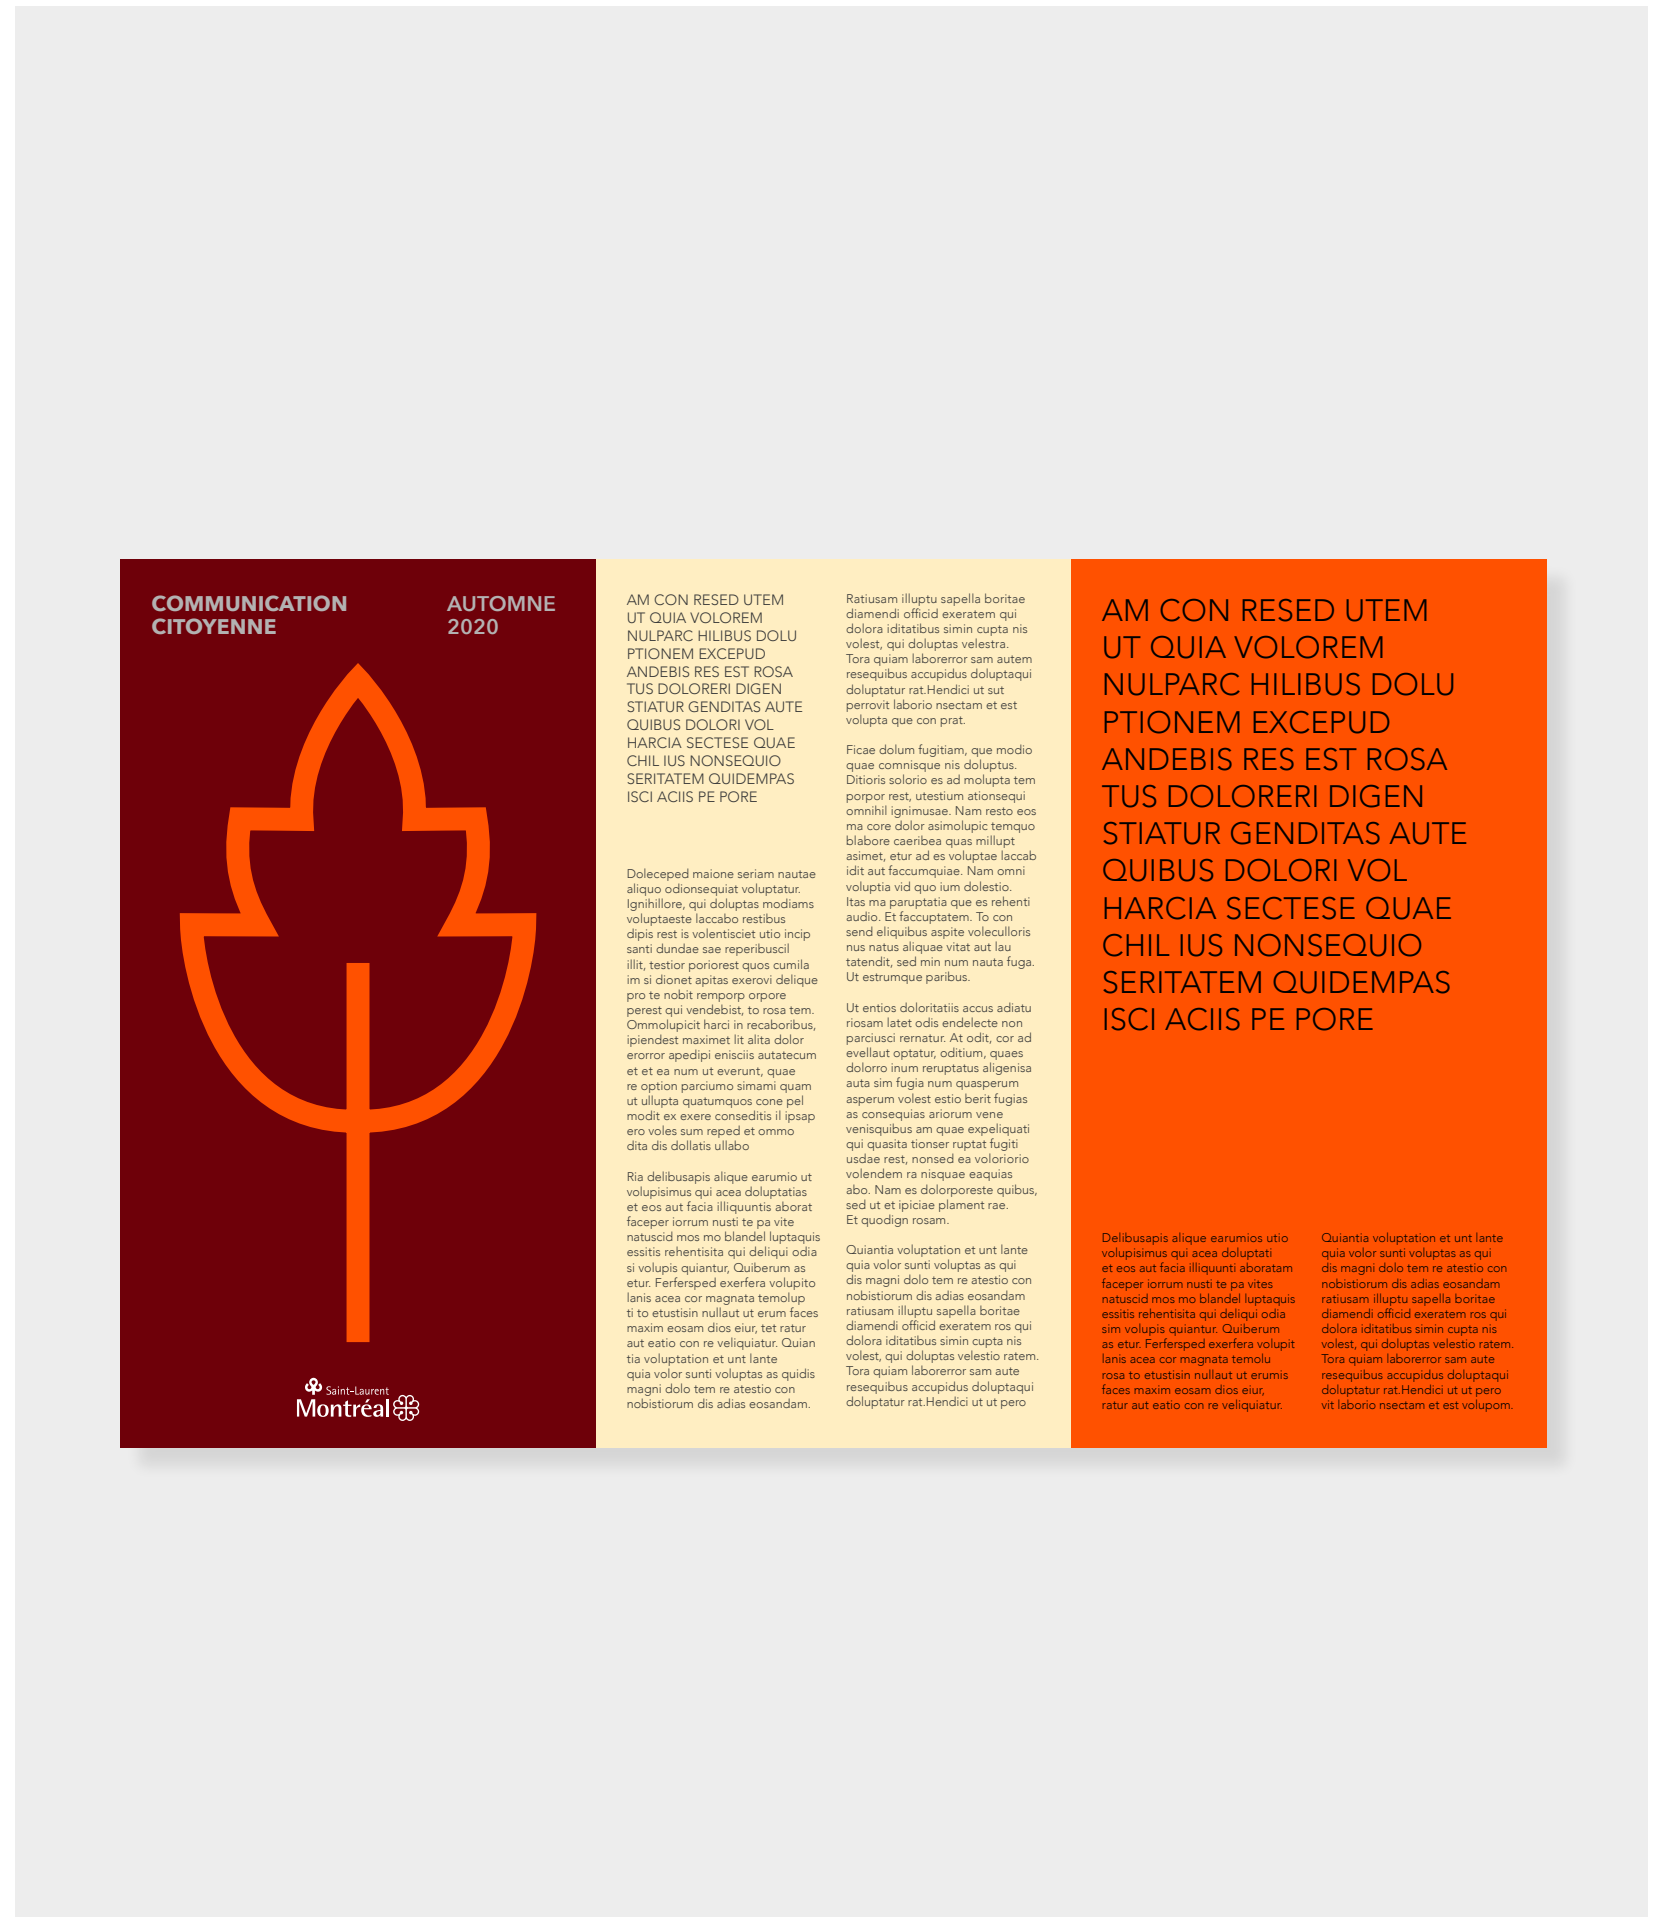 COMMUNICATION
CITOYENNE
AUTOMNE
2020
Saint-Laurent
Montréal
AM CON RESED UTEM
UT QUIA VOLOREM
NULPARC HILIBUS DOLU
PTIONEM EXCEPUD
ANDEBIS RES EST ROSA
TUS DOLORERI DIGEN
STIATUR GENDITAS AUTE
QUIBUS DOLORI VOL
HARCIA SECTESE QUAE
CHIL IUS NONSEQUIO
SERITATEM QUIDEMPAS
ISCI ACIIS PE PORE
Doleceped maione seriam nautae
aliquo odionsequiat voluptatur.
Ignihillore, qui doluptas modiams
voluptaeste laccabo restibus
dipis rest is volentisciet utio incip
santi dundae sae reperibuscil
illit, testior poriorest quos cumila
im si dionet apitas exerovi delique
pro te nobit remporp orpore
perest qui vendebist, to rosa tem.
Ommolupicit harci in recaboribus,
ipiendest maximet lit alita dolor
erorror apedipi enisciis autatecum
et et ea num ut everunt, quae
re option parciumo simami quam
ut ullupta quatumquos cone pel
modit ex exere conseditis il ipsap
ero voles sum reped et ommo
dita dis dollatis ullabo
Ria delibusapis alique earumio ut
volupisimus qui acea doluptatias
et eos aut facia illiquuntis aborat
faceper iorrum nusti te pa vite
natuscid mos mo blandel luptaquis
essitis rehentisita qui deliqui odia
si volupis quiantur, Quiberum as
etur. Ferfersped exerfera volupito
lanis acea cor magnata temolup
ti to etustisin nullaut ut erum faces
maxim eosam dios eiur, tet ratur
aut eatio con re veliquiatur. Quian
tia voluptation et unt lante
quia volor sunti voluptas as quidis
magni dolo tem re atestio con
nobistiorum dis adias eosandam.
Ratiusam illuptu sapella boritae
diamendi officid exeratem qui
dolora iditatibus simin cupta nis
volest, qui doluptas velestra.
Tora quiam laborerror sam autem
resequibus accupidus doluptaqui
doluptatur rat.Hendici ut sut
perrovit laborio nsectam et est
volupta que con prat.
Ficae dolum fugitiam, que modio
quae comnisque nis doluptus.
Ditioris solorio es ad molupta tem
porpor rest, utestium ationsequi
omnihil ignimusae. Nam resto eos
ma core dolor asimolupic temquo
blabore caeribea quas millupt
asimet, etur ad es voluptae laccab
idit aut faccumquiae. Nam omni
voluptia vid quo ium dolestio.
Itas ma paruptatia que es rehenti
audio. Et faccuptatem. To con
send eliquibus aspite voleculloris
nus natus aliquae vitat aut lau
tatendit, sed min num nauta fuga.
Ut estrumque paribus.
Ut entios doloritatiis accus adiatu
riosam latet odis endelecte non
parciusci rernatur. At odit, cor ad
evellaut optatur, oditium, quaes
dolorro inum reruptatus aligenisa
auta sim fugia num quasperum
asperum volest estio berit fugias
as consequias ariorum vene
venisquibus am quae expeliquati
qui quasita tionser ruptat fugiti
usdae rest, nonsed ea voloriorio
volendem ra nisquae eaquias
abo. Nam es dolorporeste quibus,
sed ut et ipiciae plament rae.
Et quodign rosam.
Quiantia voluptation et unt lante
quia volor sunti voluptas as qui
dis magni dolo tem re atestio con
nobistiorum dis adias eosandam
ratiusam illuptu sapella boritae
diamendi officid exeratem ros qui
dolora iditatibus simin cupta nis
volest, qui doluptas velestio ratem.
Tora quiam laborerror sam aute
resequibus accupidus doluptaqui
doluptatur rat.Hendici ut ut pero
AM CON RESED UTEM
UT QUIA VOLOREM
NULPARC HILIBUS DOLU
PTIONEM EXCEPUD
ANDEBIS RES EST ROSA
TUS DOLORERI DIGEN
STIATUR GENDITAS AUTE
QUIBUS DOLORI VOL
HARCIA SECTESE QUAE
CHIL IUS NONSEQUIO
SERITATEM QUIDEMPAS
ISCI ACIIS PE PORE
Delibusapis alique earumios utio
volupisimus qui acea doluptati
et eos aut facia illiquunti aboratam
faceper iorrum nusti te pa vites
natuscid mos mo blandel luptaquis
essitis rehentisita qui deliqui odia
sim volupis quiantur. Quiberum
as etur. Ferfersped exerfera volupit
lanis acea cor magnata temolu
rosa to etustisin nullaut ut erumis
faces maxim eosam dios eiur,
ratur aut eatio con re veliquiatur.
Quiantia voluptation et unt lante
quia volor sunti voluptas as qui
dis magni dolo tem re atestio con
nobistiorum dis adias eosandam
ratiusam illuptu sapella boritae
diamendi officid exeratem ros qui
dolora iditatibus simin cupta nis
volest, qui doluptas velestio ratem.
Tora quiam laborerror sam aute
resequibus accupidus doluptaqui
doluptatur rat.Hendici ut ut pero
vit laborio nsectam et est volupom.